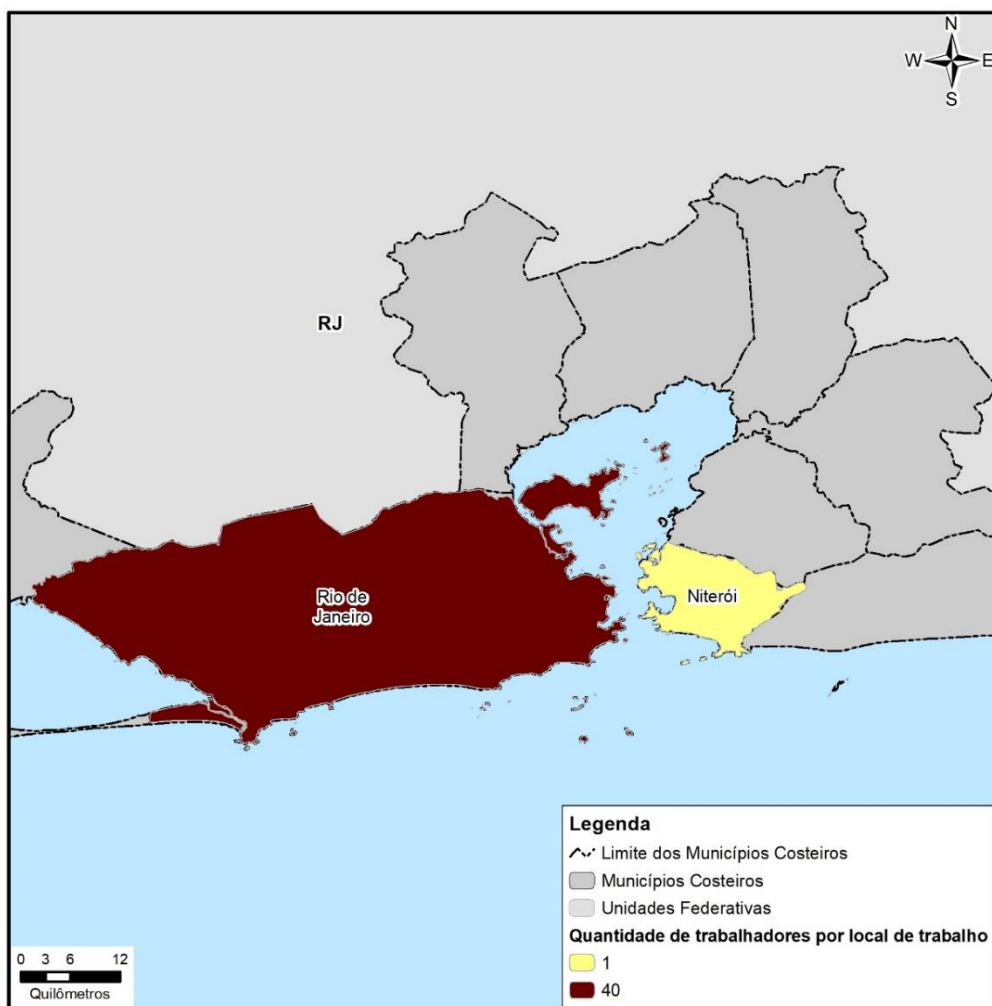 N
W E
S
RJ
Rio de
Janeiro
Niterói
Legenda
Limite dos Municípios Costeiros
Municípios Costeiros
Unidades Federativas
Quantidade de trabalhadores por local de trabalho
1
40
0 3 6 12
Quilômetros